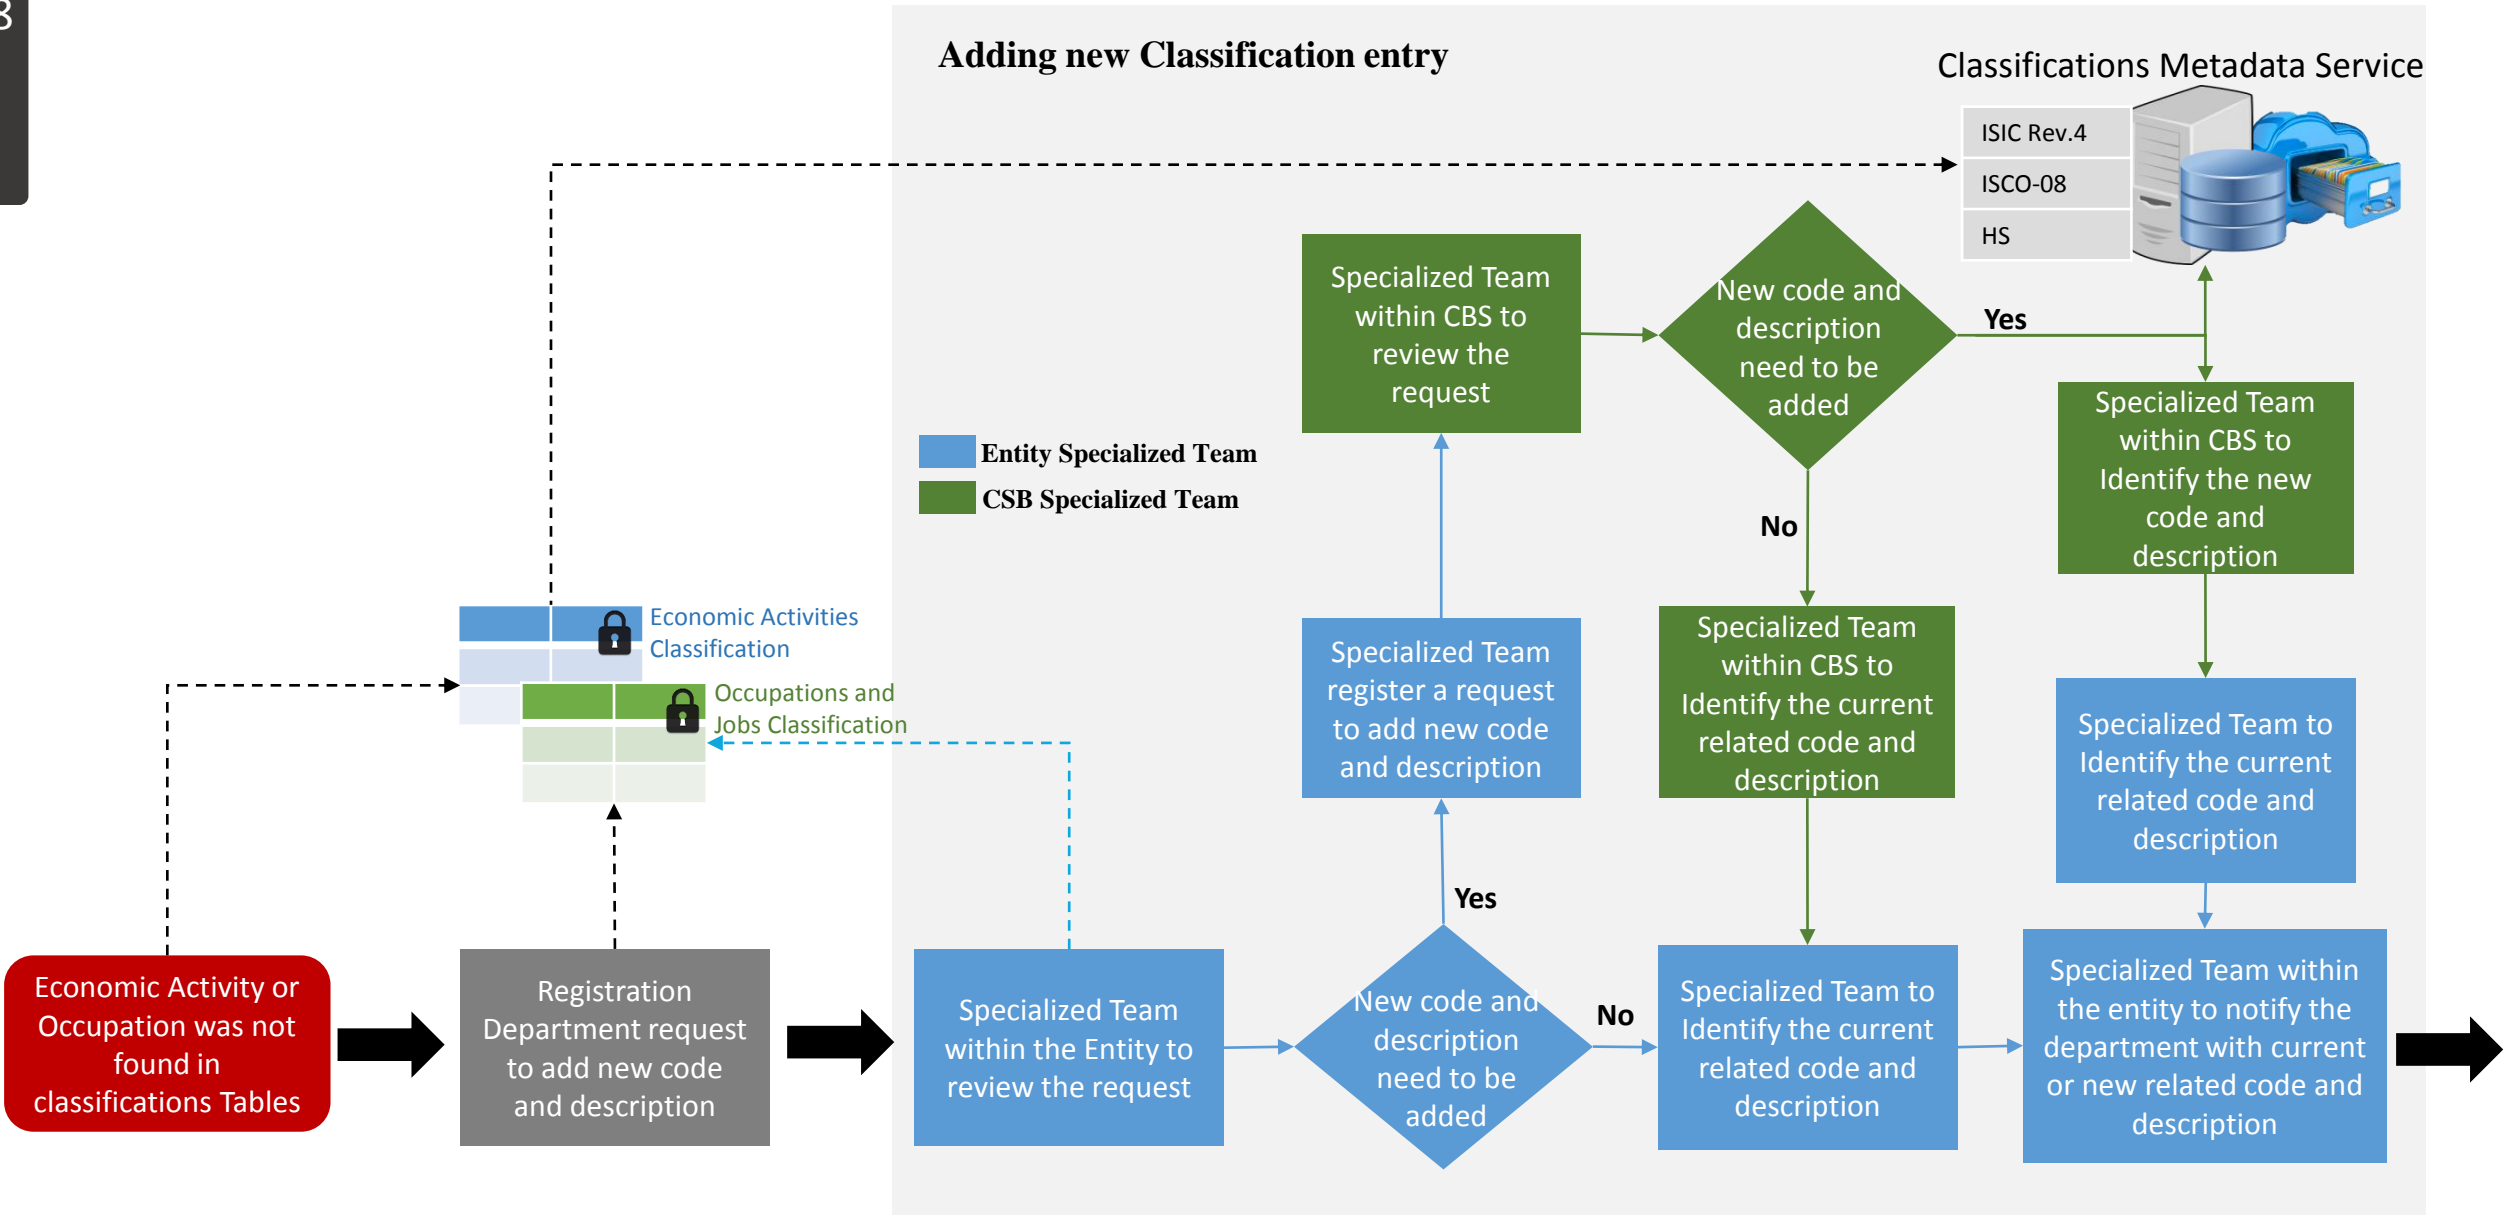 8
Adding new Classification entry
Classifications Metadata Service
ISIC Rev.4
ISCO-08
HS
Specialized Team
within CBS to
review the
request
New code and
description
need to be
added
Yes
No
Specialized Team
within CBS to
Identify the new
code and
description
Entity Specialized Team
CSB Specialized Team
Economic Activities
Classification
Occupations and
Jobs Classification
Specialized Team
register a request
to add new code
and description
Specialized Team
within CBS to
Identify the current
related code and
description
Specialized Team to
Identify the current
related code and
description
Yes
Economic Activity or
Occupation was not
found in
classifications Tables
Registration
Department request
to add new code
and description
Specialized Team
within the Entity to
review the request
New code and
description
need to be
added
No
Specialized Team to
Identify the current
related code and
description
Specialized Team within
the entity to notify the
department with current
or new related code and
description